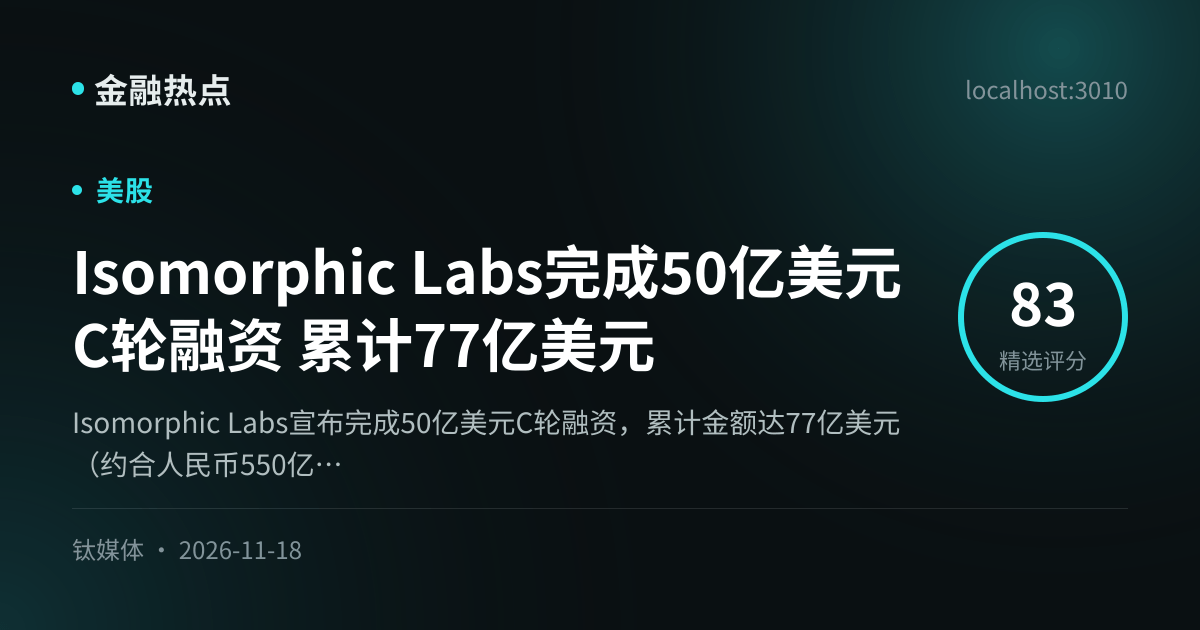 金融热点
localhost:3010
美股
Isomorphic Labs完成50亿美元
C轮融资 累计77亿美元
83
精选评分
Isomorphic Labs宣布完成50亿美元C轮融资，累计金额达77亿美元
（约合人民币550亿…
钛媒体 · 2026-11-18